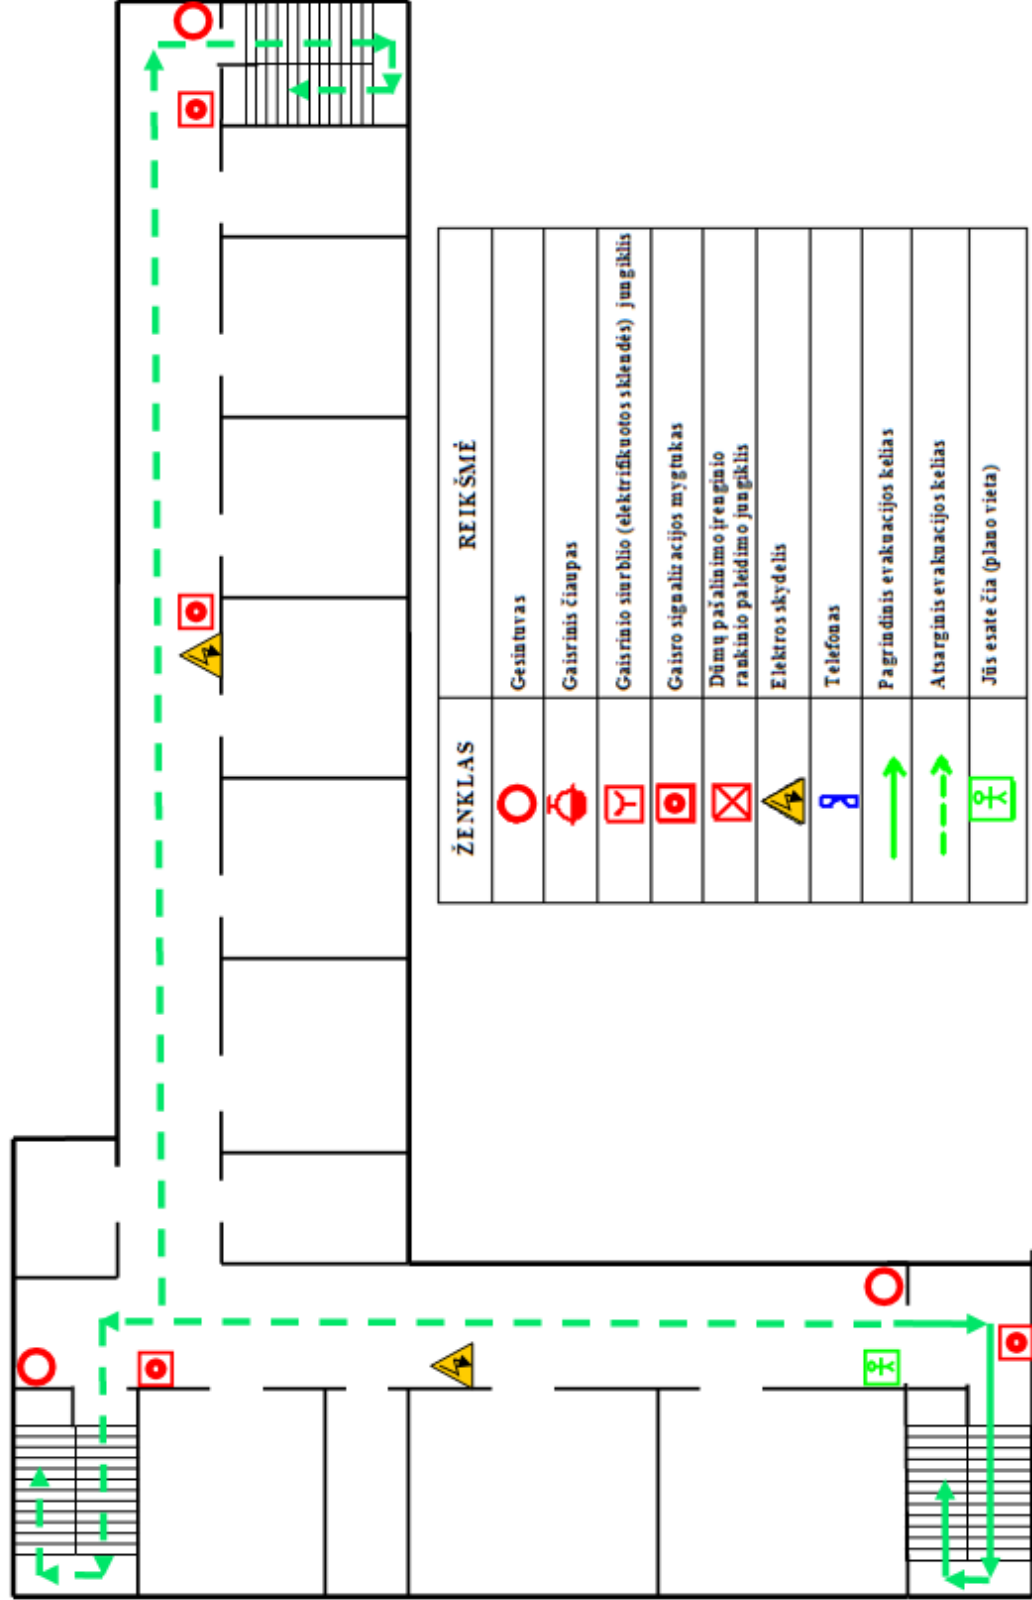 ŽENKLAS REIKŠMĖ
Gesintuvas
Gaisrinis čiaupas
Gaisrinio siurblio (elektrifikuotos sklendės) jungiklis
Gaisro signalizacijos mygtukas
Dūmų pašalinimo įrenginio
rankinio paleidimo jungiklis
Elektros skydelis
Telefonas
Pagrindinis evakuacijos kelias
Atsarginis evakuacijos kelias
Jūs esate čia (plano vieta)